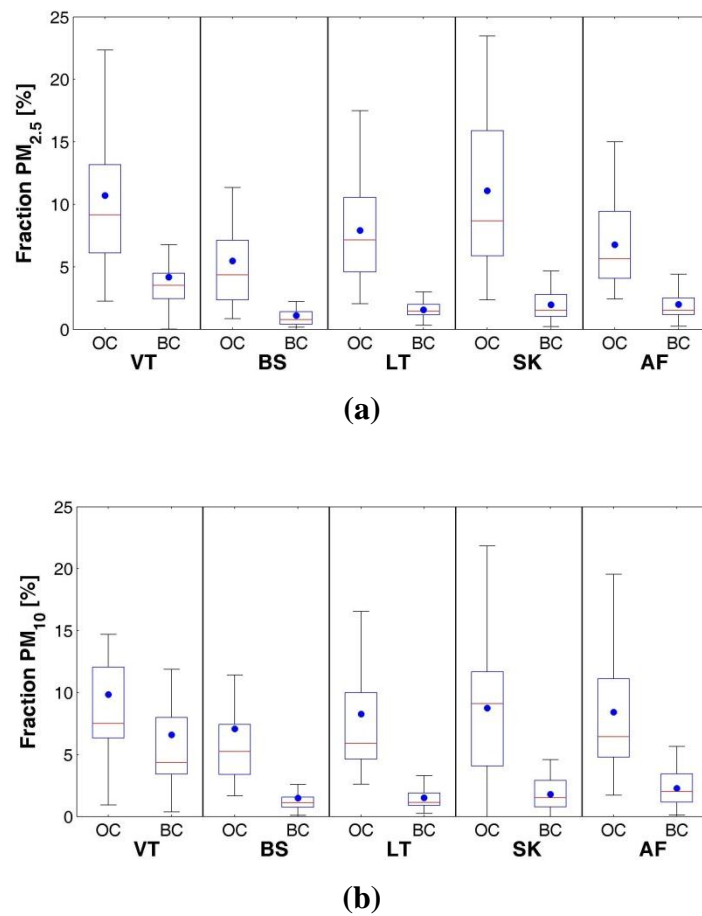 Fraction PM2.5 [%]
25
20
15
10
5
0
OC BC OC BC OC BC OC BC OC BC
VT BS LT SK AF
(a)
Fraction PM10 [%]
25
20
15
10
5
0
OC BC OC BC OC BC OC BC OC BC
VT BS LT SK AF
(b)